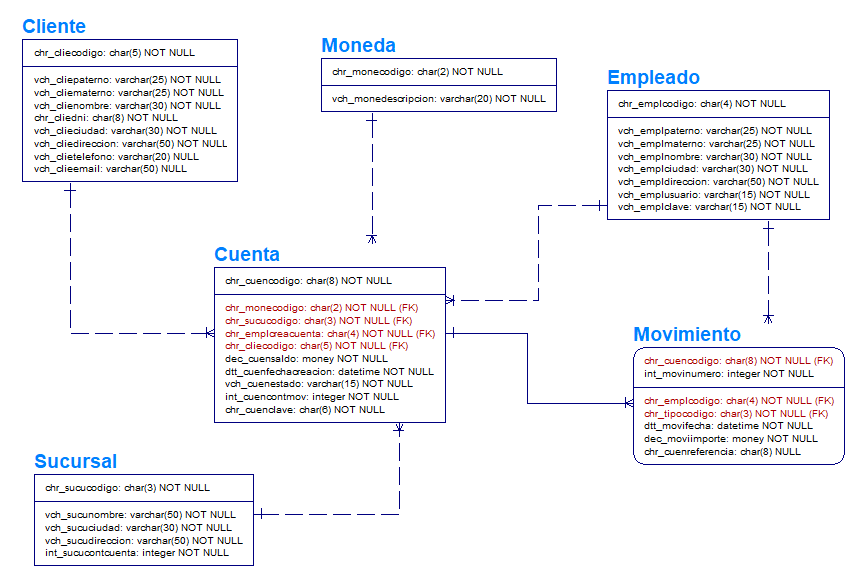 Cliente
chr_cliecodigo: char(5) NOT NULL
vch_cliepaterno: varchar(25) NOT NULL
vch_cliematerno: varchar(25) NOT NULL
vch_clienombre: varchar(30) NOT NULL
chr_cliedni: char(8) NOT NULL
vch_clieciudad: varchar(30) NOT NULL
vch_cliedireccion: varchar(50) NOT NULL
vch_clietelefono: varchar(20) NULL
vch_clieemail: varchar(50) NULL
Moneda
chr_monecodigo: char(2) NOT NULL
vch_monedescripcion: varchar(20) NOT NULL
Empleado
chr_emplcodigo: char(4) NOT NULL
vch_emplpaterno: varchar(25) NOT NULL
vch_emplmaterno: varchar(25) NOT NULL
vch_emplnombre: varchar(30) NOT NULL
vch_emplciudad: varchar(30) NOT NULL
vch_empldireccion: varchar(50) NOT NULL
vch_emplusuario: varchar(15) NOT NULL
vch_emplclave: varchar(15) NOT NULL
Cuenta
chr_cuencodigo: char(8) NOT NULL
chr_monecodigo: char(2) NOT NULL (FK)
chr_sucucodigo: char(3) NOT NULL (FK)
chr_emplcreacuenta: char(4) NOT NULL (FK)
chr_cliecodigo: char(5) NOT NULL (FK)
dec_cuensaldo: money NOT NULL
dtt_cuenfechacreacion: datetime NOT NULL
vch_cuenestado: varchar(15) NOT NULL
int_cuencontmov: integer NOT NULL
chr_cuenclave: char(6) NOT NULL
Movimiento
chr_cuencodigo: char(8) NOT NULL (FK)
int_movinumero: integer NOT NULL
chr_emplcodigo: char(4) NOT NULL (FK)
chr_tipocodigo: char(3) NOT NULL (FK)
dtt_movifecha: datetime NOT NULL
dec_moviimporte: money NOT NULL
chr_cuenreferencia: char(8) NULL
Sucursal
chr_sucucodigo: char(3) NOT NULL
vch_sucunombre: varchar(50) NOT NULL
vch_sucuciudad: varchar(30) NOT NULL
vch_sucudireccion: varchar(50) NOT NULL
int_sucucontcuenta: integer NOT NULL